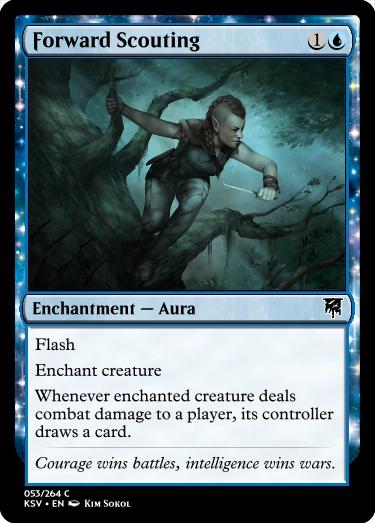 Forward Scouting 1
Enchantment — Aura
Flash
Enchant creature
Whenever enchanted creature deals
combat damage to a player, its controller
draws a card.
Courage wins battles, intelligence wins wars.
053/264 C
KSV • EN Kim Sokol